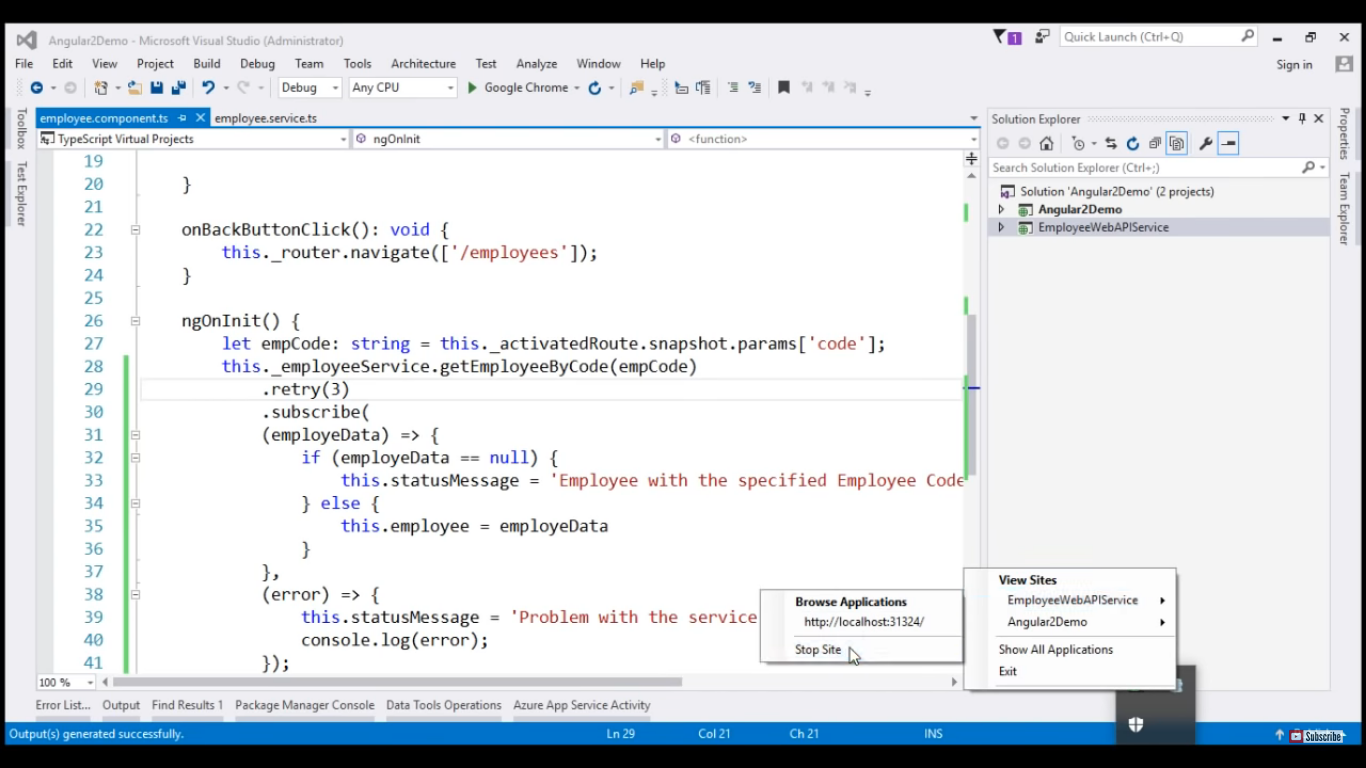 Angular2Demo - Microsoft Visual Studio (Administrator)
1
Quick Launch (Ctrl+Q)
File Edit View Project Build Debug Team Tools Architecture Test Analyze Window Help
Sign in
Debug Any CPU Google Chrome
Toolbox
Test Explorer
employee.component.ts employee.service.ts
TypeScript Virtual Projects ngOnInit <function>
19
20 }
21
22 onBackButtonClick(): void {
23 this._router.navigate(['/employees']);
24 }
25
26 ngOnInit() {
27 let empCode: string = this._activatedRoute.snapshot.params['code'];
28 this._employeeService.getEmployeeByCode(empCode)
29 .retry(3)
30 .subscribe(
31 (employeData) => {
32 if (employeData == null) {
33 this.statusMessage = 'Employee with the specified Employee Code
34 } else {
35 this.employee = employeData
36 }
37 },
38 (error) => {
39 this.statusMessage = 'Problem with the service
40 console.log(error);
41 });
100 %
Solution Explorer
Search Solution Explorer (Ctrl+;)
Solution 'Angular2Demo' (2 projects)
Angular2Demo
EmployeeWebAPIService
Properties
Team Explorer
Browse Applications
http://localhost:31324/
Stop Site
View Sites
EmployeeWebAPIService
Angular2Demo
Show All Applications
Exit
Error List... Output Find Results 1 Package Manager Console Data Tools Operations Azure App Service Activity
Output(s) generated successfully. Ln 29 Col 21 Ch 21 INS
Subscribe